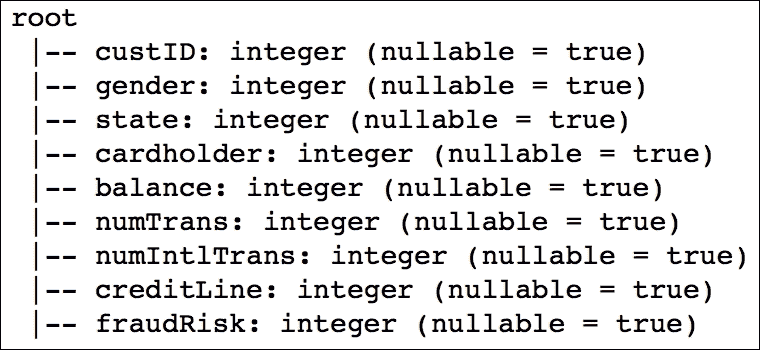 root
|-- custID: integer (nullable = true)
|-- gender: integer (nullable = true)
|-- state: integer (nullable = true)
|-- cardholder: integer (nullable = true)
|-- balance: integer (nullable = true)
|-- numTrans: integer (nullable = true)
|-- numIntlTrans: integer (nullable = true)
|-- creditLine: integer (nullable = true)
|-- fraudRisk: integer (nullable = true)